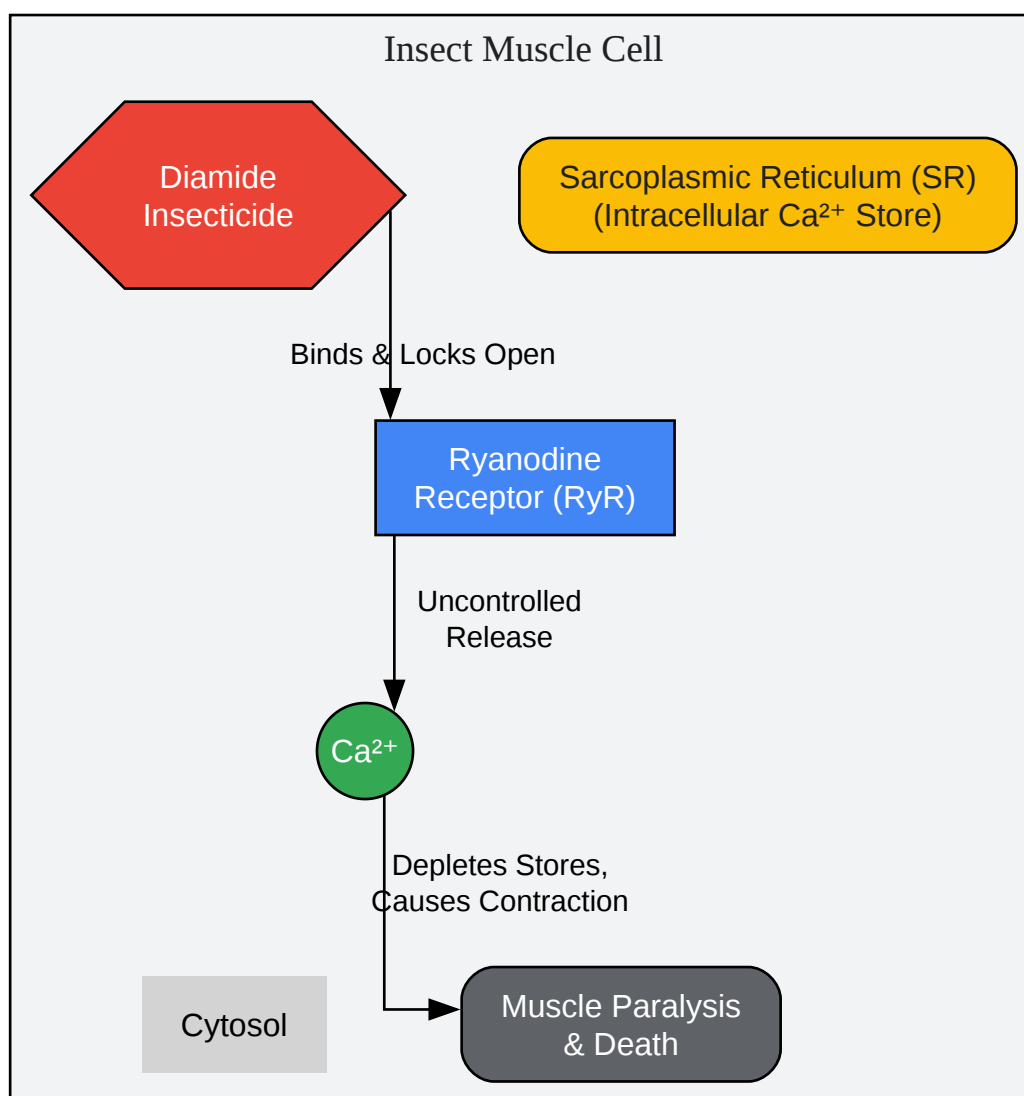 Insect Muscle Cell
Diamide
Insecticide
Sarcoplasmic Reticulum (SR)
(Intracellular Ca²⁺ Store)
Binds & Locks Open
Ryanodine
Receptor (RyR)
Uncontrolled
Release
Ca²⁺
Depletes Stores,
Causes Contraction
Cytosol
Muscle Paralysis
& Death